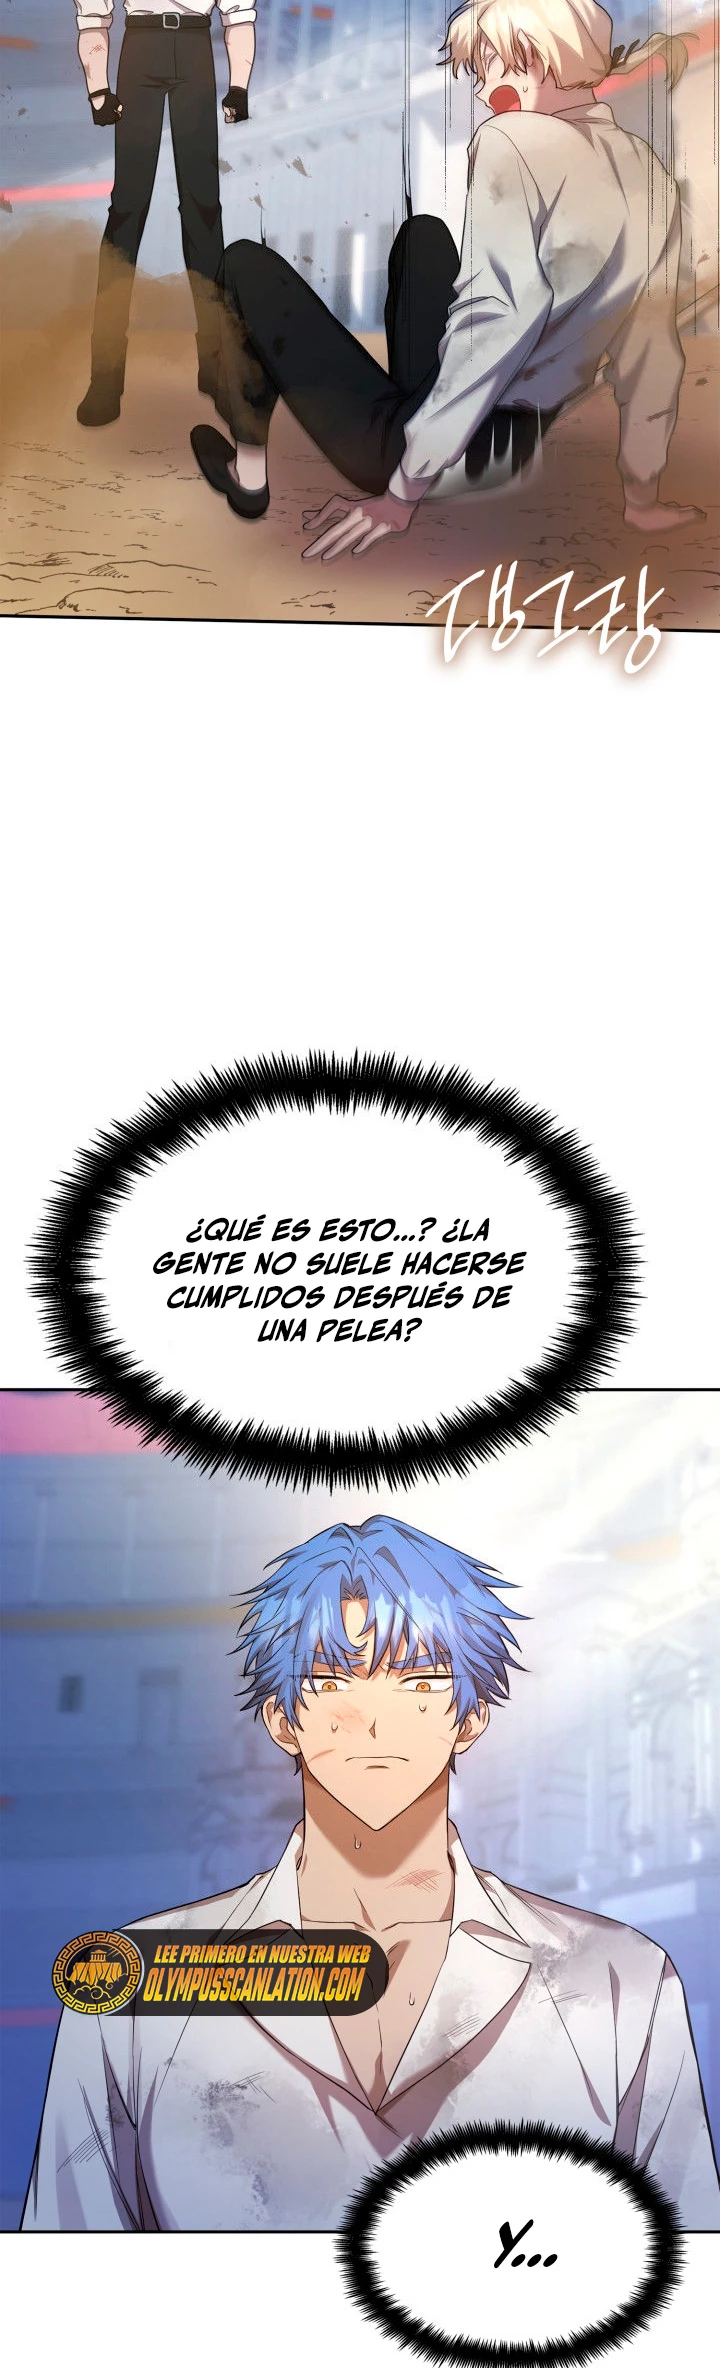 댕그랑
¿QUÉ ES ESTO...? ¿LA
GENTE NO SUELE HACERSE
CUMPLIDOS DESPUÉS DE
UNA PELEA?
LEE PRIMERO EN NUESTRA WEB
OLYMPUSSCANLATION.COM
Y...